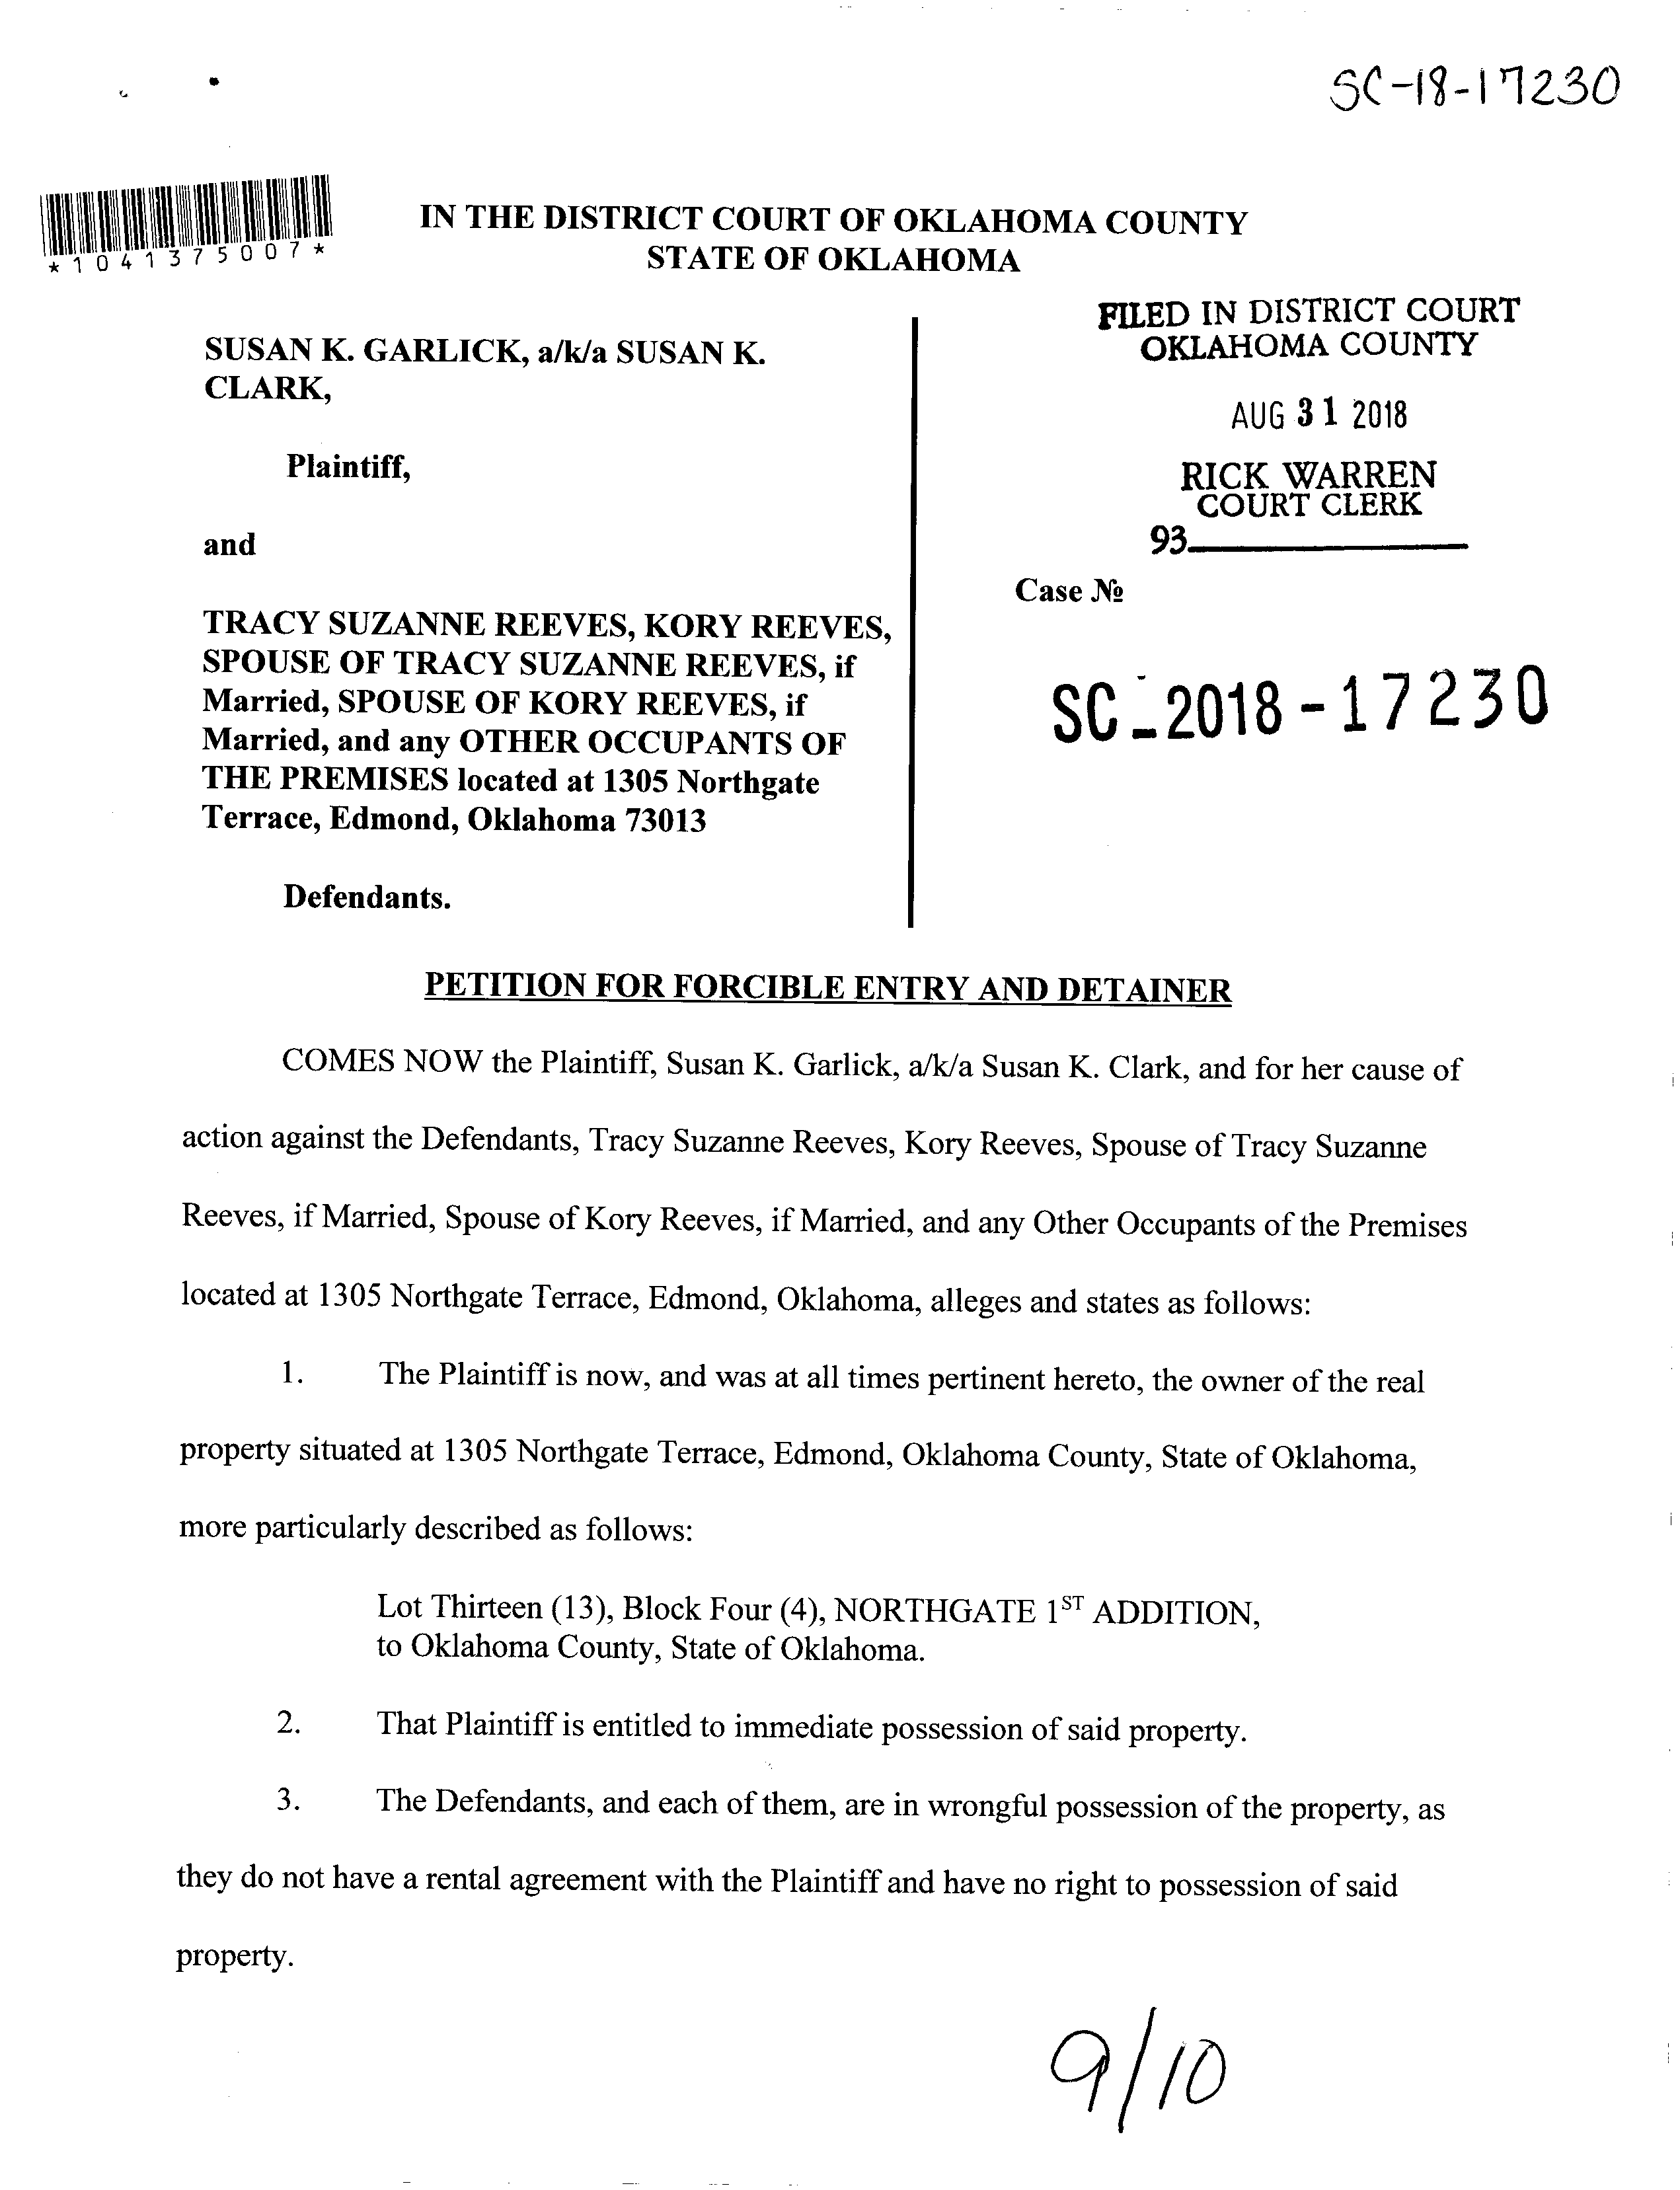 SC-18-17230
*1041375007*
IN THE DISTRICT COURT OF OKLAHOMA COUNTY
STATE OF OKLAHOMA
FILED IN DISTRICT COURT
OKLAHOMA COUNTY
AUG 31 2018
RICK WARREN
COURT CLERK
93
SUSAN K. GARLICK, a/k/a SUSAN K.
CLARK,
Plaintiff,
and
TRACY SUZANNE REEVES, KORY REEVES,
SPOUSE OF TRACY SUZANNE REEVES, if
Married, SPOUSE OF KORY REEVES, if
Married, and any OTHER OCCUPANTS OF
THE PREMISES located at 1305 Northgate
Terrace, Edmond, Oklahoma 73013
Defendants.
Case №
SC-2018-17230
PETITION FOR FORCIBLE ENTRY AND DETAINER
COMES NOW the Plaintiff, Susan K. Garlick, a/k/a Susan K. Clark, and for her cause of
action against the Defendants, Tracy Suzanne Reeves, Kory Reeves, Spouse of Tracy Suzanne
Reeves, if Married, Spouse of Kory Reeves, if Married, and any Other Occupants of the Premises
located at 1305 Northgate Terrace, Edmond, Oklahoma, alleges and states as follows:
1. The Plaintiff is now, and was at all times pertinent hereto, the owner of the real
property situated at 1305 Northgate Terrace, Edmond, Oklahoma County, State of Oklahoma,
more particularly described as follows:
Lot Thirteen (13), Block Four (4), NORTHGATE 1ST ADDITION,
to Oklahoma County, State of Oklahoma.
2. That Plaintiff is entitled to immediate possession of said property.
3. The Defendants, and each of them, are in wrongful possession of the property, as
they do not have a rental agreement with the Plaintiff and have no right to possession of said
property.
9/10